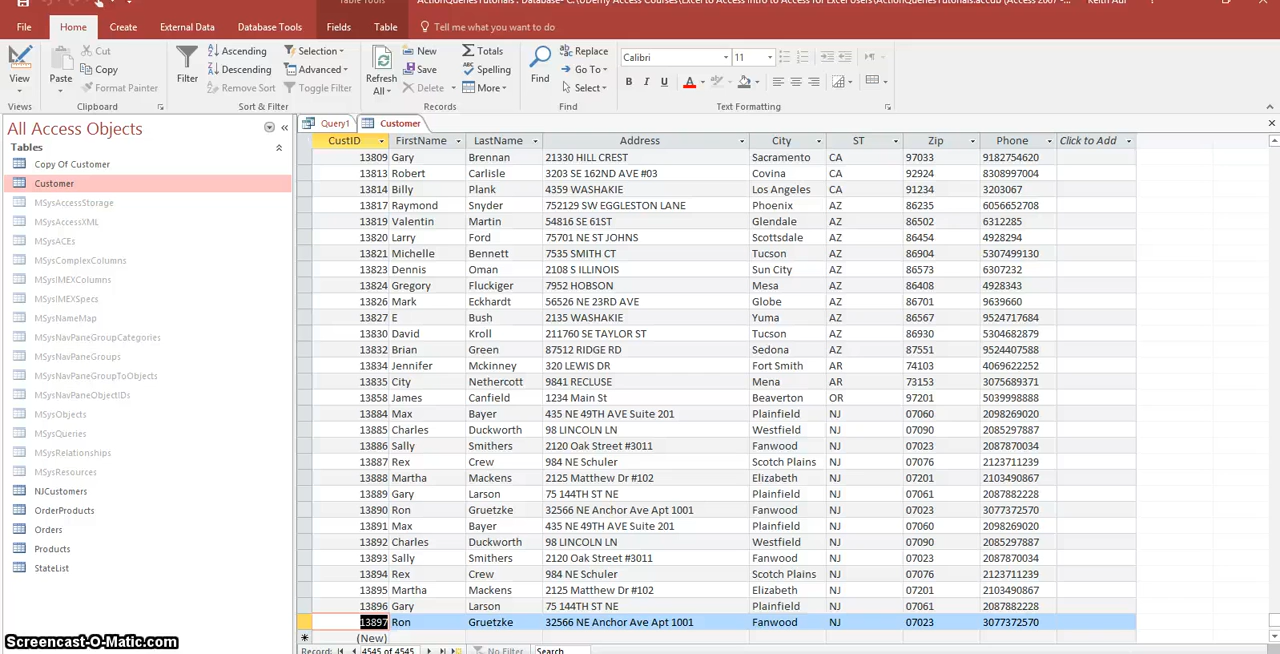 Table Tools
ActionQueriesTutorials : Database- C:\UDemy Access Courses\Excel to Access Intro to Access for Excel Users\ActionQueriesTutorials.accdb (Access 2007 -...
File Home Create External Data Database Tools Fields Table Tell me what you want to do
View
Views
Paste
Cut
Copy
Format Painter
Clipboard
Filter
Ascending
Descending
Remove Sort
Selection
Advanced
Toggle Filter
Sort & Filter
Refresh
All
New
Save
Delete
Totals
Spelling
More
Records
Find
Replace
Go To
Select
Find
Calibri 11
B I U A
Text Formatting
All Access Objects
Tables
Copy Of Customer
Customer
MSysAccessStorage
MSysAccessXML
MSysACEs
MSysComplexColumns
MSysIMEXColumns
MSysIMEXSpecs
MSysNameMap
MSysNavPaneGroupCategories
MSysNavPaneGroups
MSysNavPaneGroupToObjects
MSysNavPaneObjectIDs
MSysObjects
MSysQueries
MSysRelationships
MSysResources
NJCustomers
OrderProducts
Orders
Products
StateList
Query1 Customer
CustID FirstName LastName Address City ST Zip Phone Click to Add
13809 Gary Brennan 21330 HILL CREST Sacramento CA 97033 9182754620
13813 Robert Carlisle 3203 SE 162ND AVE #03 Covina CA 92924 8308997004
13814 Billy Plank 4359 WASHAKIE Los Angeles CA 91234 3203067
13817 Raymond Snyder 752129 SW EGGLESTON LANE Phoenix AZ 86235 6056652708
13819 Valentin Martin 54816 SE 61ST Glendale AZ 86502 6312285
13820 Larry Ford 75701 NE ST JOHNS Scottsdale AZ 86454 4928294
13821 Michelle Bennett 7535 SMITH CT Tucson AZ 86904 5307499130
13823 Dennis Oman 2108 S ILLINOIS Sun City AZ 86573 6307232
13824 Gregory Fluckiger 7952 HOBSON Mesa AZ 86408 4928343
13826 Mark Eckhardt 56526 NE 23RD AVE Globe AZ 86701 9639660
13827 E Bush 2135 WASHAKIE Yuma AZ 86567 9524717684
13830 David Kroll 211760 SE TAYLOR ST Tucson AZ 86930 5304682879
13832 Brian Green 87512 RIDGE RD Sedona AZ 87551 9524407588
13834 Jennifer Mckinney 320 LEWIS DR Fort Smith AR 74103 4069622252
13835 City Nethercott 9841 RECLUSE Mena AR 73153 3075689371
13858 James Canfield 1234 Main St Beaverton OR 97201 5039998888
13884 Max Bayer 435 NE 49TH AVE Suite 201 Plainfield NJ 07060 2098269020
13885 Charles Duckworth 98 LINCOLN LN Westfield NJ 07090 2085297887
13886 Sally Smithers 2120 Oak Street #3011 Fanwood NJ 07023 2087870034
13887 Rex Crew 984 NE Schuler Scotch Plains NJ 07076 2123711239
13888 Martha Mackens 2125 Matthew Dr #102 Elizabeth NJ 07201 2103490867
13889 Gary Larson 75 144TH ST NE Plainfield NJ 07061 2087882228
13890 Ron Gruetzke 32566 NE Anchor Ave Apt 1001 Fanwood NJ 07023 3077372570
13891 Max Bayer 435 NE 49TH AVE Suite 201 Plainfield NJ 07060 2098269020
13892 Charles Duckworth 98 LINCOLN LN Westfield NJ 07090 2085297887
13893 Sally Smithers 2120 Oak Street #3011 Fanwood NJ 07023 2087870034
13894 Rex Crew 984 NE Schuler Scotch Plains NJ 07076 2123711239
13895 Martha Mackens 2125 Matthew Dr #102 Elizabeth NJ 07201 2103490867
13896 Gary Larson 75 144TH ST NE Plainfield NJ 07061 2087882228
13897 Ron Gruetzke 32566 NE Anchor Ave Apt 1001 Fanwood NJ 07023 3077372570
(New)
Record: 4545 of 4545 No Filter Search
Screencast-O-Matic.com